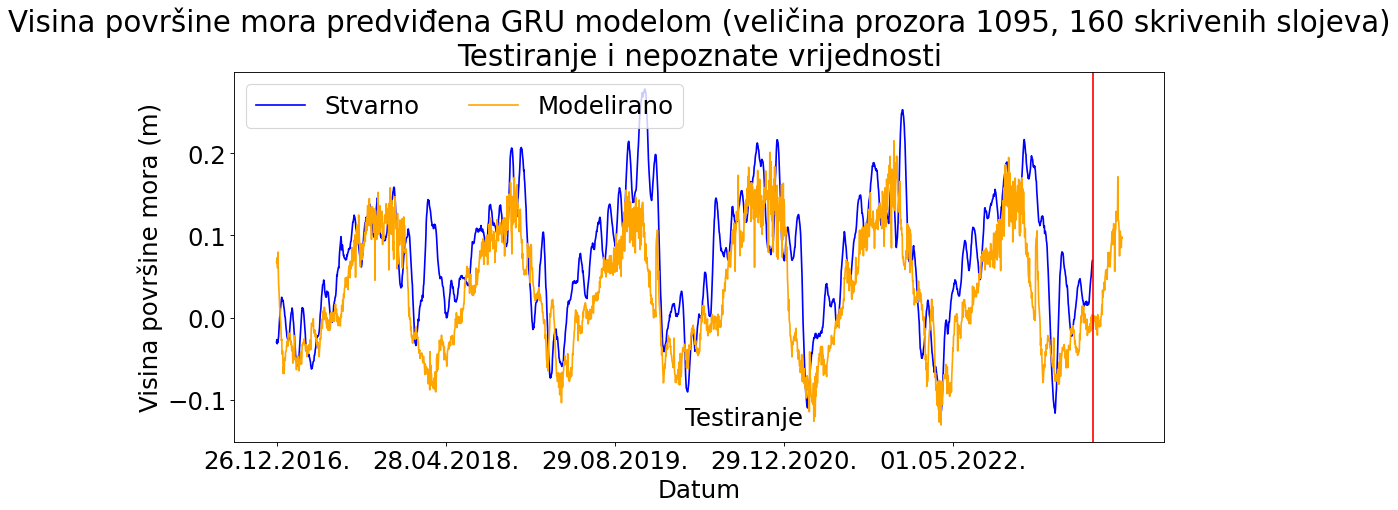 Visina površine mora predviđena GRU modelom (veličina prozora 1095, 160 skrivenih slojeva)
Testiranje i nepoznate vrijednosti
Stvarno Modelirano
Visina površine mora (m)
0.2
0.1
0.0
−0.1
Testiranje
26.12.2016. 28.04.2018. 29.08.2019. 29.12.2020. 01.05.2022.
Datum